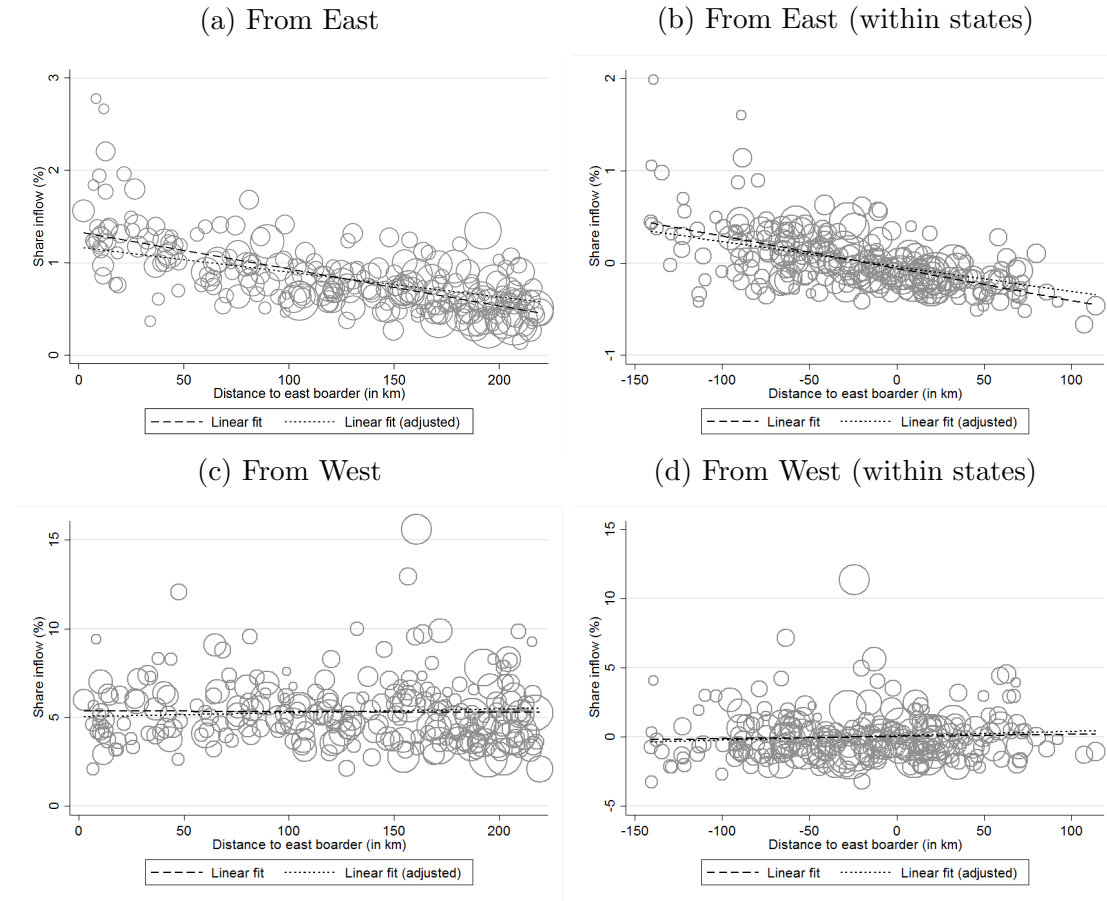 (a) From East
(b) From East (within states)
3
2
1
0
Share inflow (%)
0 50 100 150 200
Distance to east boarder (in km)
Linear fit Linear fit (adjusted)
2
1
0
-1
Share inflow (%)
-150 -100 -50 0 50 100
Distance to east boarder (in km)
Linear fit Linear fit (adjusted)
(c) From West
(d) From West (within states)
15
10
5
0
Share inflow (%)
0 50 100 150 200
Distance to east boarder (in km)
Linear fit Linear fit (adjusted)
15
10
5
0
-5
Share inflow (%)
-150 -100 -50 0 50 100
Distance to east boarder (in km)
Linear fit Linear fit (adjusted)